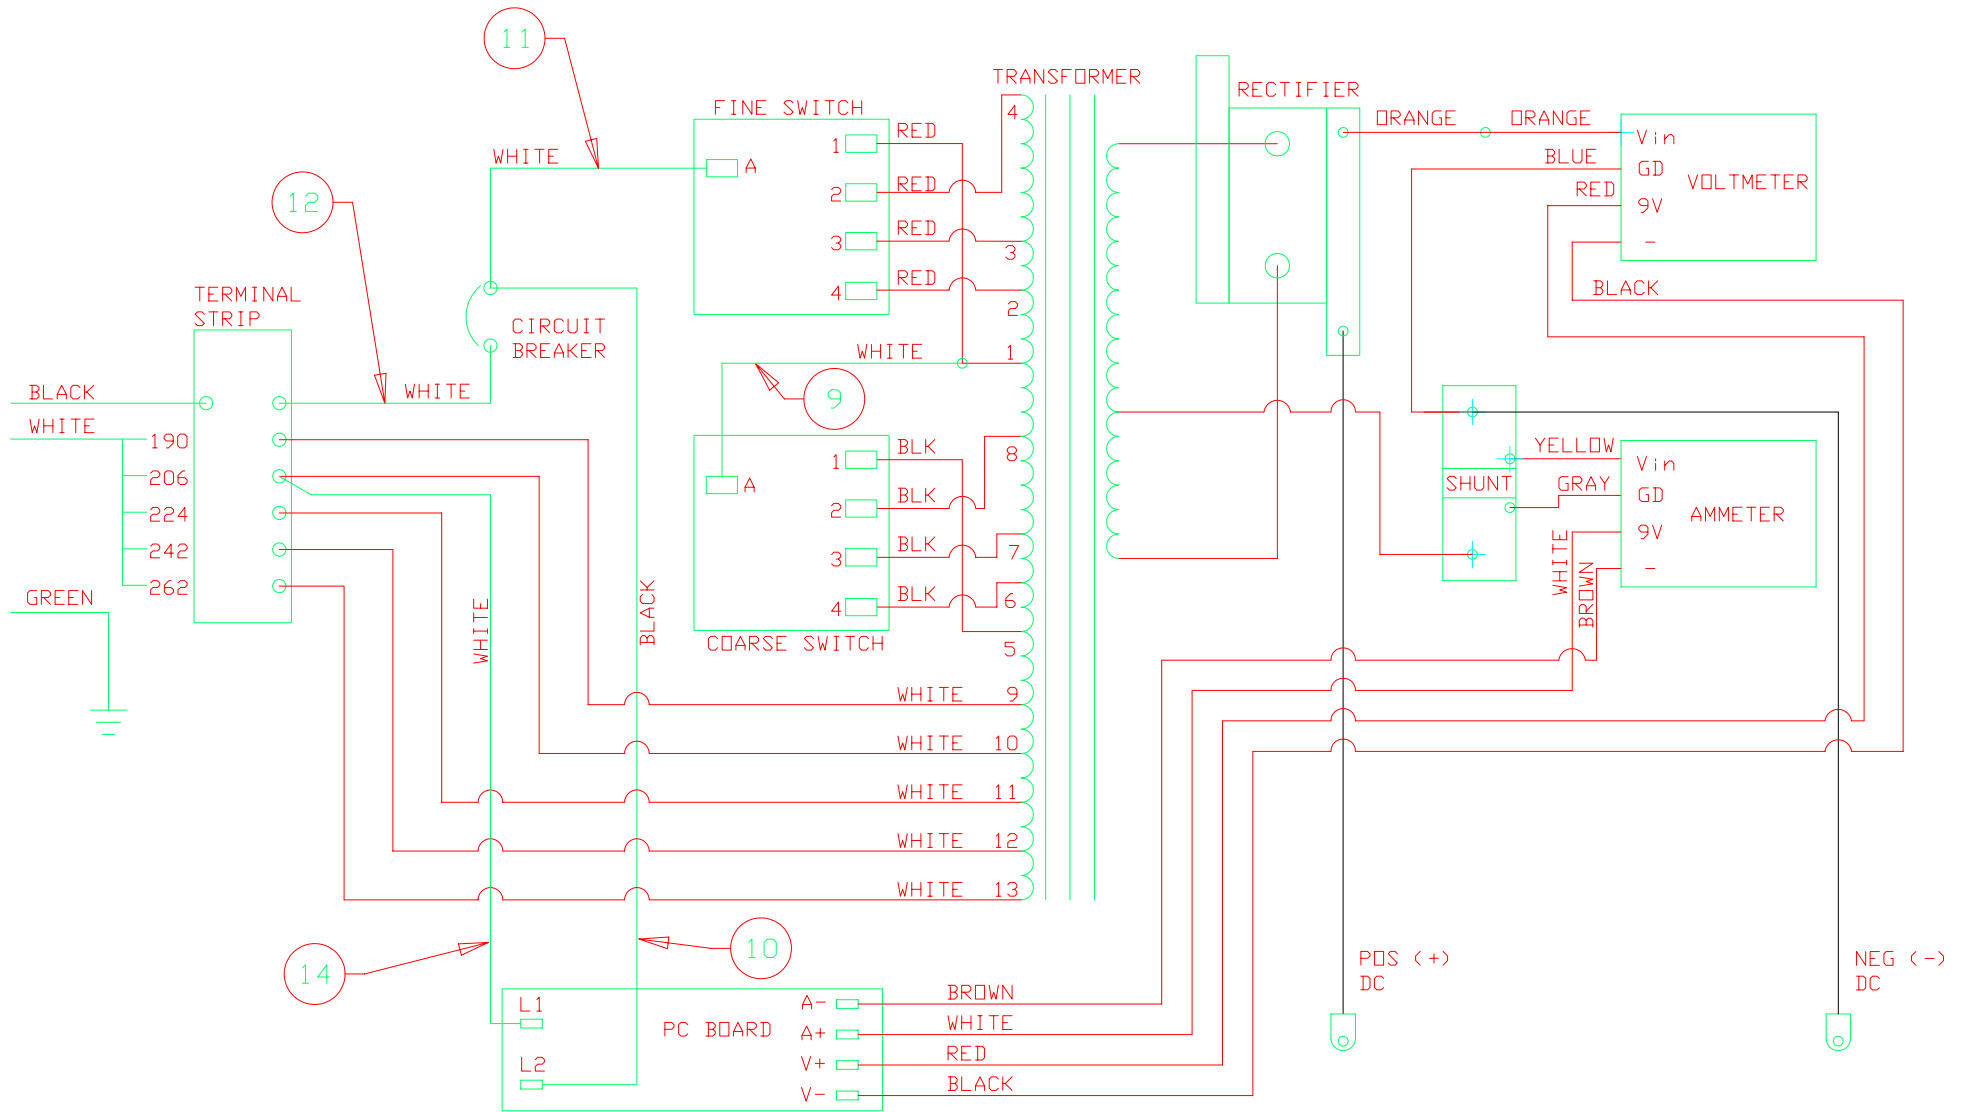 11
TRANSFORMER
RECTIFIER
FINE SWITCH
4
ORANGE
ORANGE
RED
1
Vin
WHITE
A
BLUE
GD
VOLTMETER
RED
2
RED
9V
12
RED
3
3
-
RED
4
BLACK
TERMINAL
STRIP
2
CIRCUIT
BREAKER
WHITE
1
BLACK
WHITE
9
WHITE
190
BLK
8
1
YELLOW
Vin
206
A
SHUNT
GRAY
GD
BLK
2
224
AMMETER
9V
242
BLK
3
7
WHITE
-
262
BLK
4
6
BROWN
GREEN
WHITE
BLACK
COARSE SWITCH
5
WHITE
9
WHITE
10
WHITE
11
WHITE
12
WHITE
13
14
10
POS (+)
DC
NEG (-)
DC
L1
A-
BROWN
PC BOARD
A+
WHITE
L2
V+
RED
V-
BLACK